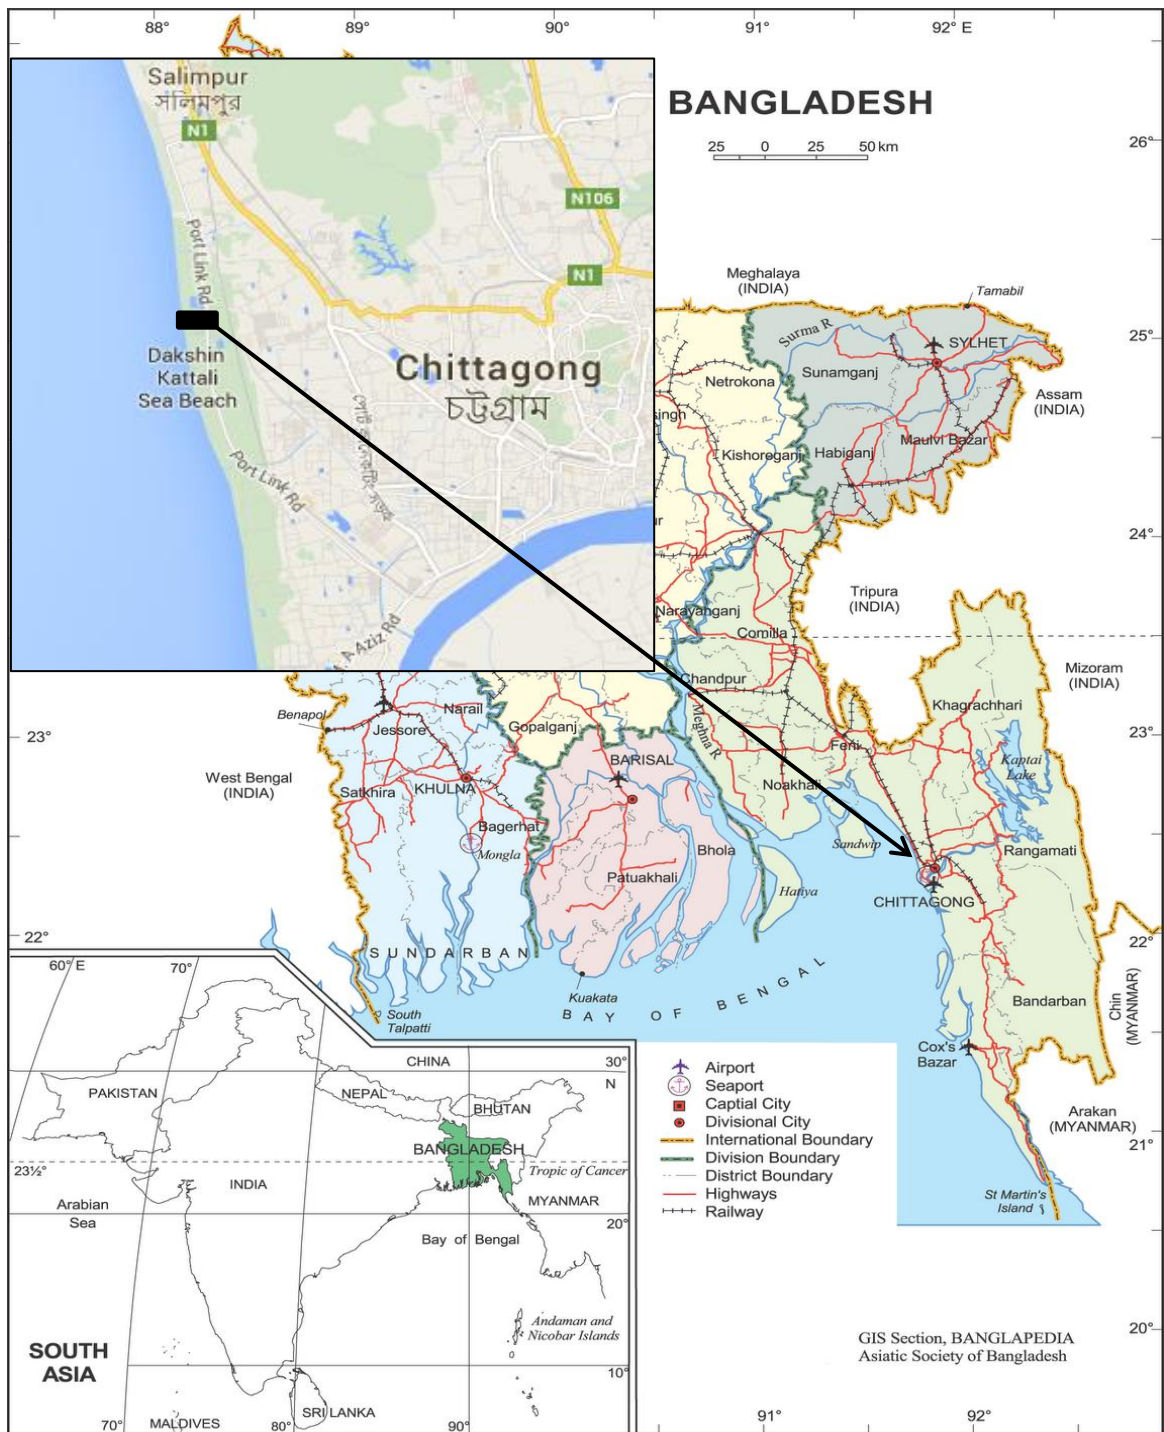 88°
89°
90°
91°
92° E
Salimpur
সলিমপুর
N1
BANGLADESH
25 0 25 50 km
26°
N106
Port Link Rd
N1
Meghalaya
(INDIA)
Tamabil
Surma R
SYLHET
25°
Dakshin
Kattali
Sea Beach
Chittagong
চট্টগ্রাম
Netrokona
Sunamganj
Assam
(INDIA)
singh
Maulvi Bazar
Kishoreganj
Habiganj
Port Link Rd
ur
24°
Tripura
(INDIA)
Narayanganj
Comilla
A Aziz Rd
Chandpur
Mizoram
(INDIA)
Khagrachhari
Benapol
Narail
Jessore
Gopalganj
Meghna R
Feni
23°
23°
BARISAL
Kaptai
Lake
West Bengal
(INDIA)
Satkhira
KHULNA
Noakhali
Bagerhat
Mongla
Bhola
Sandwip
Rangamati
Patuakhali
Hatiya
CHITTAGONG
22°
22°
SUNDARBAN
Kuakata
BAY OF BENGAL
South
Talpatti
Bandarban
Chin
(MYANMAR)
Cox's
Bazar
Arakan
(MYANMAR)
21°
St Martin's
Island
20°
Airport
Seaport
Captial City
Divisional City
International Boundary
Division Boundary
District Boundary
Highways
Railway
60° E
70°
CHINA
30°
N
PAKISTAN
NEPAL
BHUTAN
BANGLADESH
23½°
Tropic of Cancer
INDIA
MYANMAR
Arabian
Sea
20°
Bay of Bengal
Andaman and
Nicobar Islands
SOUTH
ASIA
10°
SRI LANKA
MALDIVES
70°
80°
90°
GIS Section, BANGLAPEDIA
Asiatic Society of Bangladesh
91°
92°